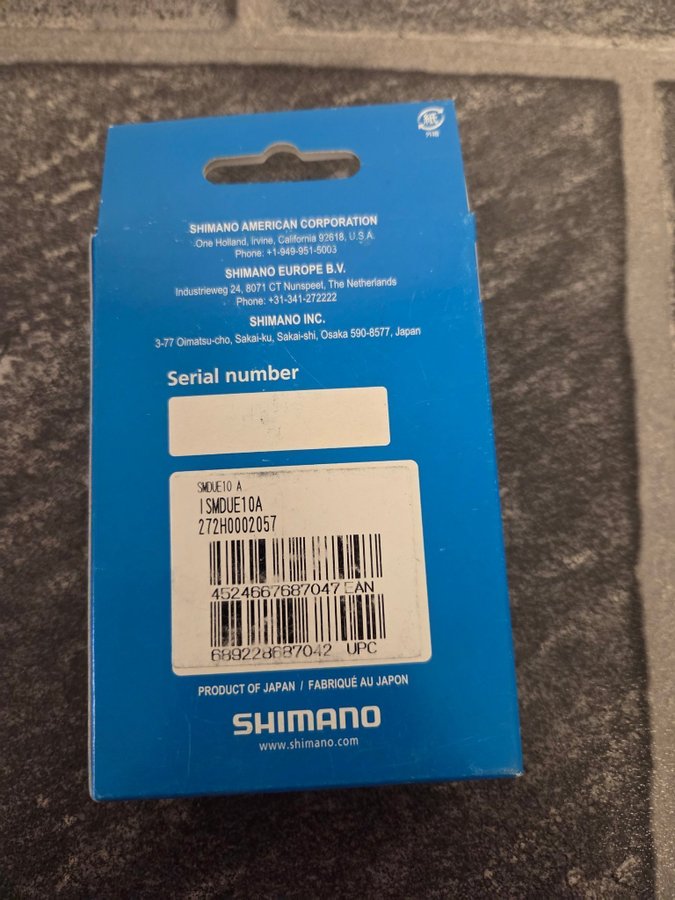 紙
外箱
SHIMANO AMERICAN CORPORATION
One Holland, Irvine, California 92618, U.S.A.
Phone: +1-949-951-5003
SHIMANO EUROPE B.V.
Industrieweg 24, 8071 CT Nunspeet, The Netherlands
Phone: +31-341-272222
SHIMANO INC.
3-77 Oimatsu-cho, Sakai-ku, Sakai-shi, Osaka 590-8577, Japan
Serial number
SMDUE10 A
ISMDUE10A
272H0002057
4524667687047 EAN
689228687042 UPC
PRODUCT OF JAPAN / FABRIQUÉ AU JAPON
SHIMANO
www.shimano.com